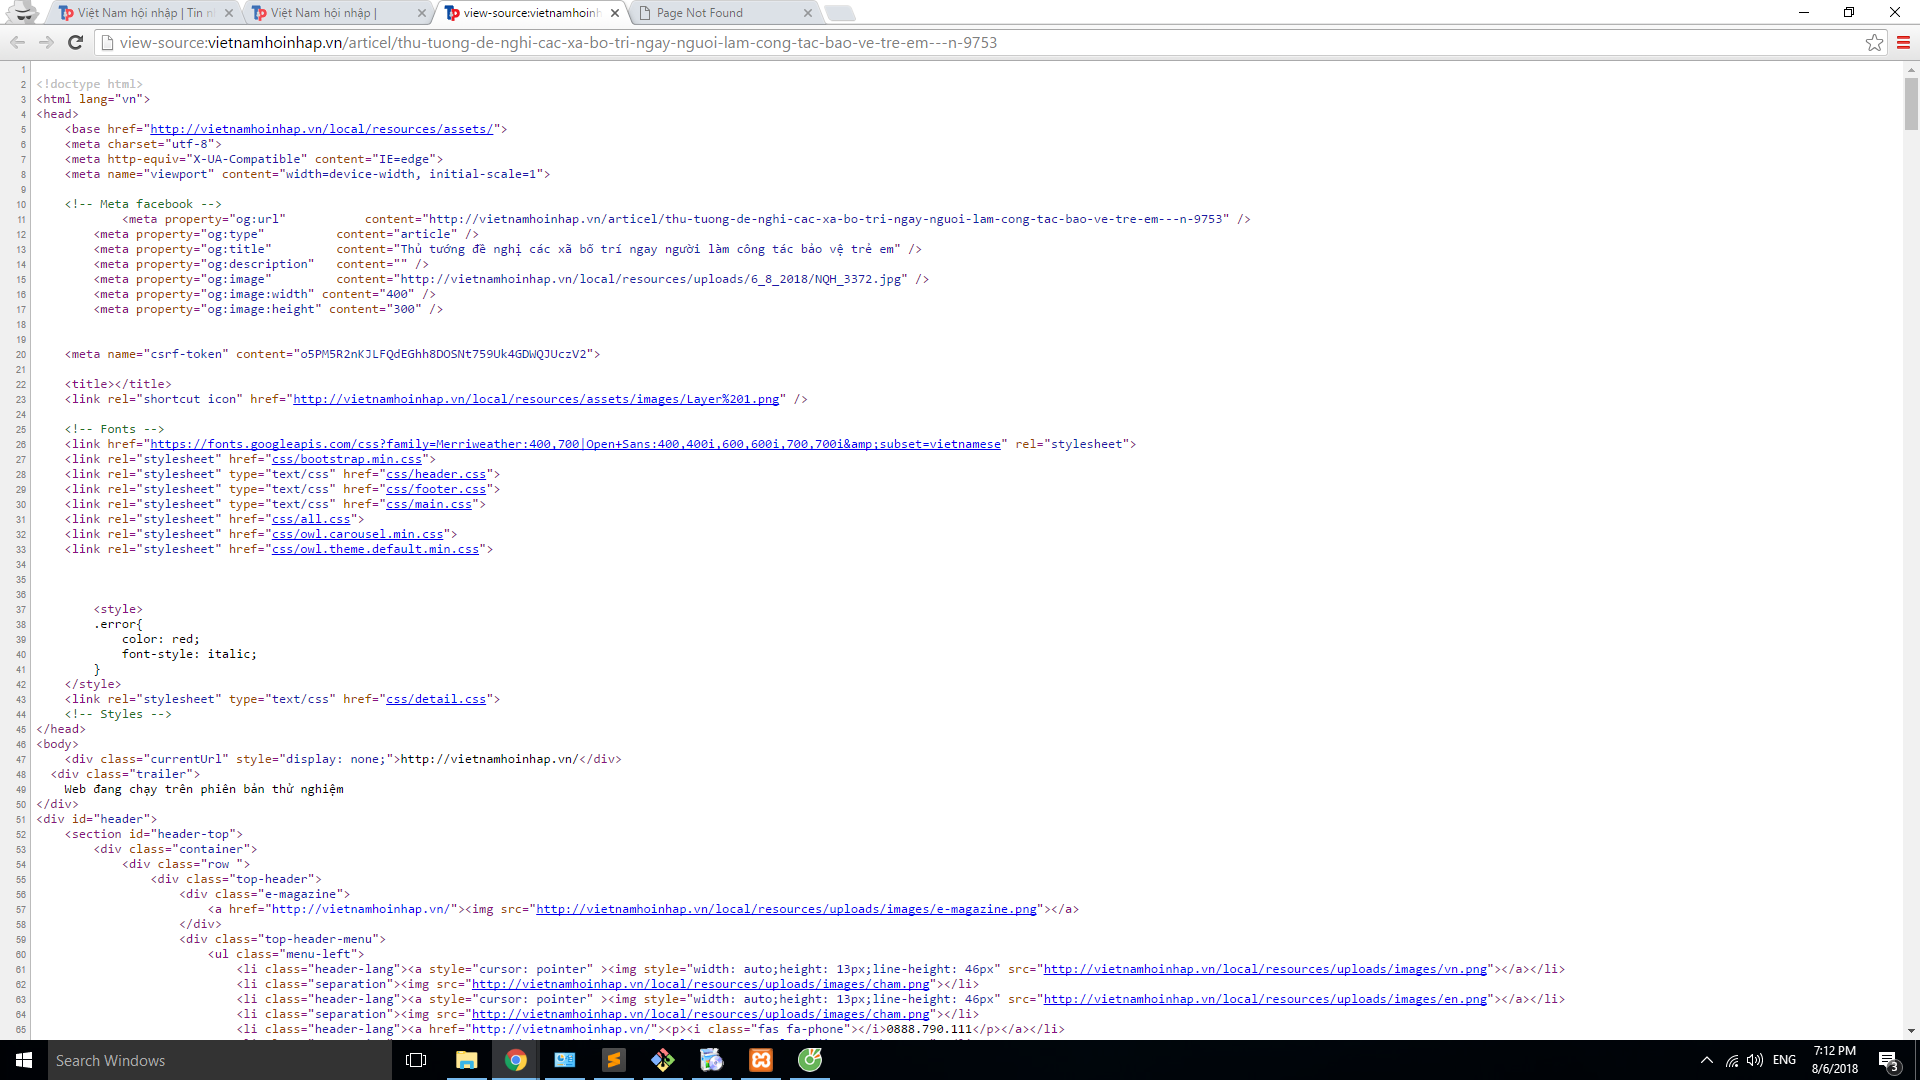 Việt Nam hội nhập | Tin nh
Việt Nam hội nhập |
view-source:vietnamhoinh
Page Not Found
view-source:vietnamhoinhap.vn/articel/thu-tuong-de-nghi-cac-xa-bo-tri-ngay-nguoi-lam-cong-tac-bao-ve-tre-em---n-9753
1
2 <!doctype html>
3 <html lang="vn">
4 <head>
5 <base href="http://vietnamhoinhap.vn/local/resources/assets/">
6 <meta charset="utf-8">
7 <meta http-equiv="X-UA-Compatible" content="IE=edge">
8 <meta name="viewport" content="width=device-width, initial-scale=1">
9
10 <!-- Meta facebook -->
11 <meta property="og:url" content="http://vietnamhoinhap.vn/articel/thu-tuong-de-nghi-cac-xa-bo-tri-ngay-nguoi-lam-cong-tac-bao-ve-tre-em---n-9753" />
12 <meta property="og:type" content="article" />
13 <meta property="og:title" content="Thủ tướng đề nghị các xã bố trí ngay người làm công tác bảo vệ trẻ em" />
14 <meta property="og:description" content="" />
15 <meta property="og:image" content="http://vietnamhoinhap.vn/local/resources/uploads/6_8_2018/NQH_3372.jpg" />
16 <meta property="og:image:width" content="400" />
17 <meta property="og:image:height" content="300" />
18
19
20 <meta name="csrf-token" content="o5PM5R2nKJLFQdEGhh8DOSNt759Uk4GDWQJUczV2">
21
22 <title></title>
23 <link rel="shortcut icon" href="http://vietnamhoinhap.vn/local/resources/assets/images/Layer%201.png" />
24
25 <!-- Fonts -->
26 <link href="https://fonts.googleapis.com/css?family=Merriweather:400,700|Open+Sans:400,400i,600,600i,700,700i&amp;subset=vietnamese" rel="stylesheet">
27 <link rel="stylesheet" href="css/bootstrap.min.css">
28 <link rel="stylesheet" type="text/css" href="css/header.css">
29 <link rel="stylesheet" type="text/css" href="css/footer.css">
30 <link rel="stylesheet" type="text/css" href="css/main.css">
31 <link rel="stylesheet" href="css/all.css">
32 <link rel="stylesheet" href="css/owl.carousel.min.css">
33 <link rel="stylesheet" href="css/owl.theme.default.min.css">
34
35
36
37 <style>
38 .error{
39 color: red;
40 font-style: italic;
41 }
42 </style>
43 <link rel="stylesheet" type="text/css" href="css/detail.css">
44 <!-- Styles -->
45 </head>
46 <body>
47 <div class="currentUrl" style="display: none;">http://vietnamhoinhap.vn/</div>
48 <div class="trailer">
49 Web đang chạy trên phiên bản thử nghiệm
50 </div>
51 <div id="header">
52 <section id="header-top">
53 <div class="container">
54 <div class="row ">
55 <div class="top-header">
56 <div class="e-magazine">
57 <a href="http://vietnamhoinhap.vn/"><img src="http://vietnamhoinhap.vn/local/resources/uploads/images/e-magazine.png"></a>
58 </div>
59 <div class="top-header-menu">
60 <ul class="menu-left">
61 <li class="header-lang"><a style="cursor: pointer" ><img style="width: auto;height: 13px;line-height: 46px" src="http://vietnamhoinhap.vn/local/resources/uploads/images/vn.png"></a></li>
62 <li class="separation"><img src="http://vietnamhoinhap.vn/local/resources/uploads/images/cham.png"></li>
63 <li class="header-lang"><a style="cursor: pointer" ><img style="width: auto;height: 13px;line-height: 46px" src="http://vietnamhoinhap.vn/local/resources/uploads/images/en.png"></a></li>
64 <li class="separation"><img src="http://vietnamhoinhap.vn/local/resources/uploads/images/cham.png"></li>
65 <li class="header-lang"><a href="http://vietnamhoinhap.vn/"><p><i class="fas fa-phone"></i>0888.790.111</p></a></li>
Search Windows
ENG
7:12 PM
8/6/2018
3